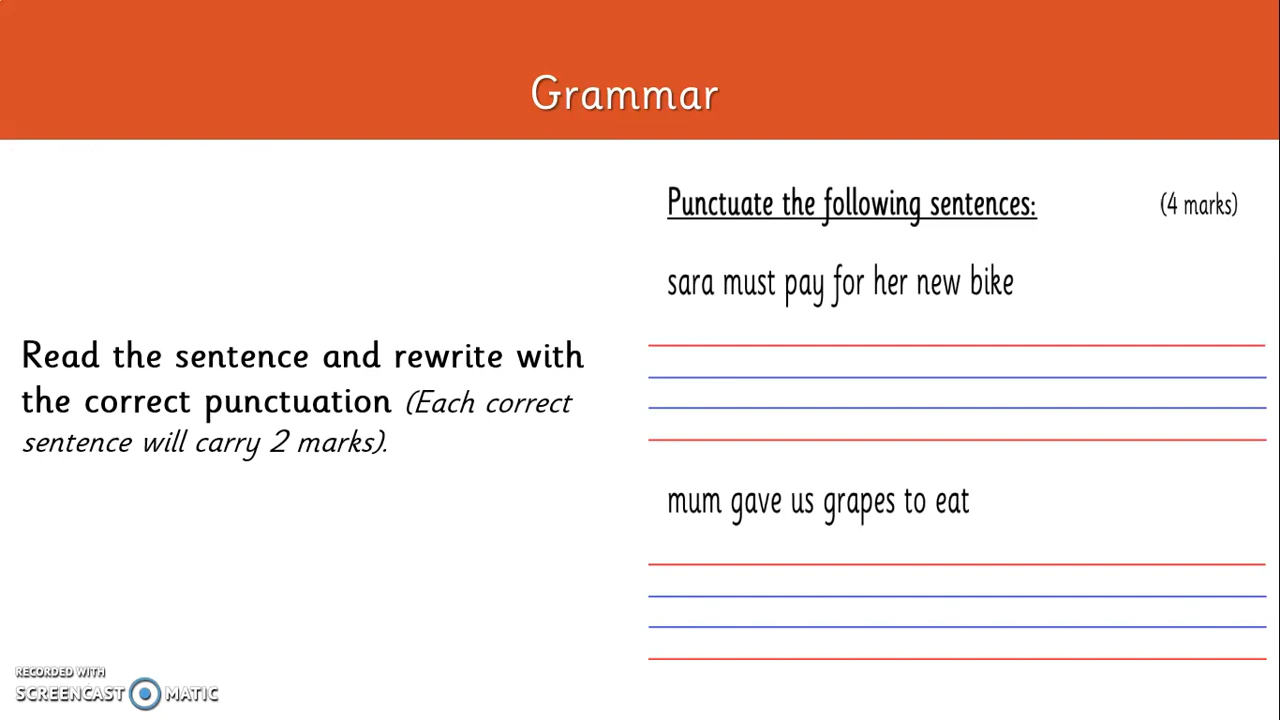 Grammar
Read the sentence and rewrite with
the correct punctuation (Each correct
sentence will carry 2 marks).
Punctuate the following sentences: (4 marks)
sara must pay for her new bike
mum gave us grapes to eat
RECORDED WITH
SCREENCAST MATIC